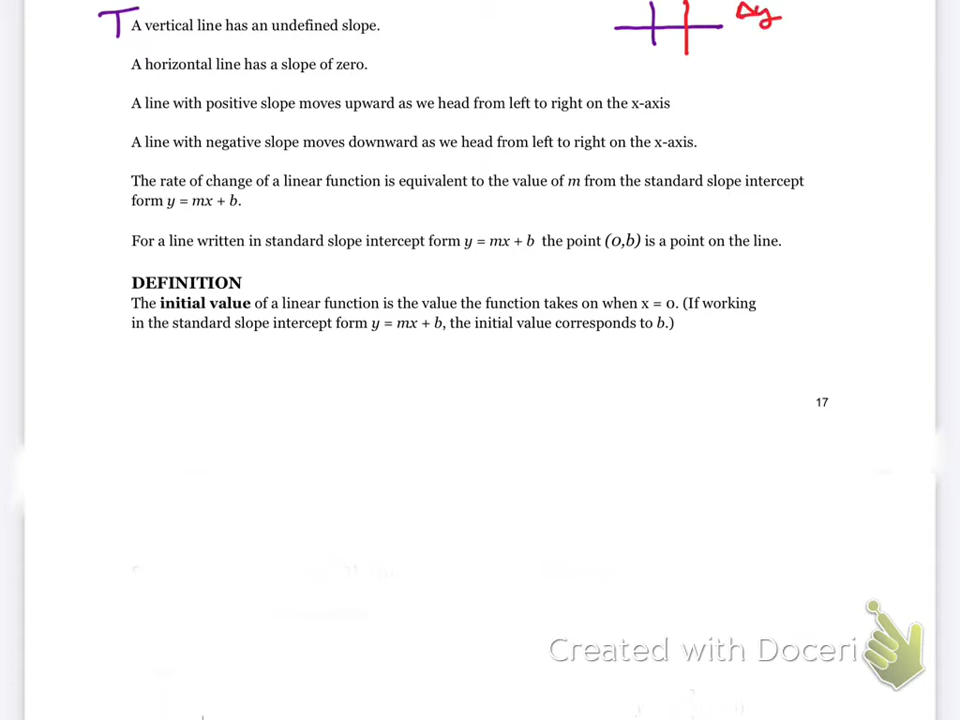 T A vertical line has an undefined slope. Δy
A horizontal line has a slope of zero.
A line with positive slope moves upward as we head from left to right on the x-axis
A line with negative slope moves downward as we head from left to right on the x-axis.
The rate of change of a linear function is equivalent to the value of m from the standard slope intercept
form y = mx + b.
For a line written in standard slope intercept form y = mx + b the point (0,b) is a point on the line.
DEFINITION
The initial value of a linear function is the value the function takes on when x = 0. (If working
in the standard slope intercept form y = mx + b, the initial value corresponds to b.)
17
Created with Doceri